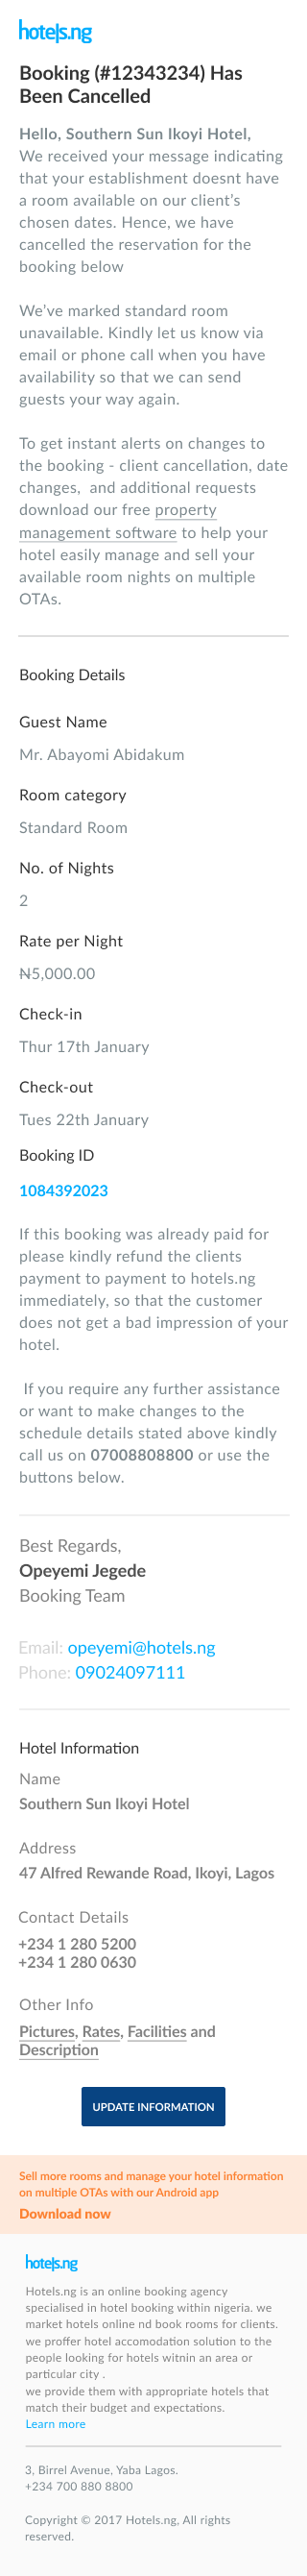 hotels.ng
Booking (#12343234) Has
Been Cancelled
Hello, Southern Sun Ikoyi Hotel,
We received your message indicating
that your establishment doesnt have
a room available on our client’s
chosen dates. Hence, we have
cancelled the reservation for the
booking below
We’ve marked standard room
unavailable. Kindly let us know via
email or phone call when you have
availability so that we can send
guests your way again.
To get instant alerts on changes to
the booking - client cancellation, date
changes,  and additional requests
download our free property
management software to help your
hotel easily manage and sell your
available room nights on multiple
OTAs.
Booking Details
Guest Name
Mr. Abayomi Abidakum
Room category
Standard Room
No. of Nights
2
Rate per Night
₦5,000.00
Check-in
Thur 17th January
Check-out
Tues 22th January
Booking ID
1084392023
If this booking was already paid for
please kindly refund the clients
payment to payment to hotels.ng
immediately, so that the customer
does not get a bad impression of your
hotel.
If you require any further assistance
or want to make changes to the
schedule details stated above kindly
call us on 07008808800 or use the
buttons below.
Best Regards,
Opeyemi Jegede
Booking Team
Email: opeyemi@hotels.ng
Phone: 09024097111
Hotel Information
Name
Southern Sun Ikoyi Hotel
Address
47 Alfred Rewande Road, Ikoyi, Lagos
Contact Details
+234 1 280 5200
+234 1 280 0630
Other Info
Pictures, Rates, Facilities and
Description
UPDATE INFORMATION
Sell more rooms and manage your hotel information
on multiple OTAs with our Android app
Download now
hotels.ng
Hotels.ng is an online booking agency
specialised in hotel booking within nigeria. we
market hotels online nd book rooms for clients.
we proffer hotel accomodation solution to the
people looking for hotels witnin an area or
particular city .
we provide them with appropriate hotels that
match their budget and expectations.
Learn more
3, Birrel Avenue, Yaba Lagos.
+234 700 880 8800
Copyright © 2017 Hotels.ng, All rights
reserved.